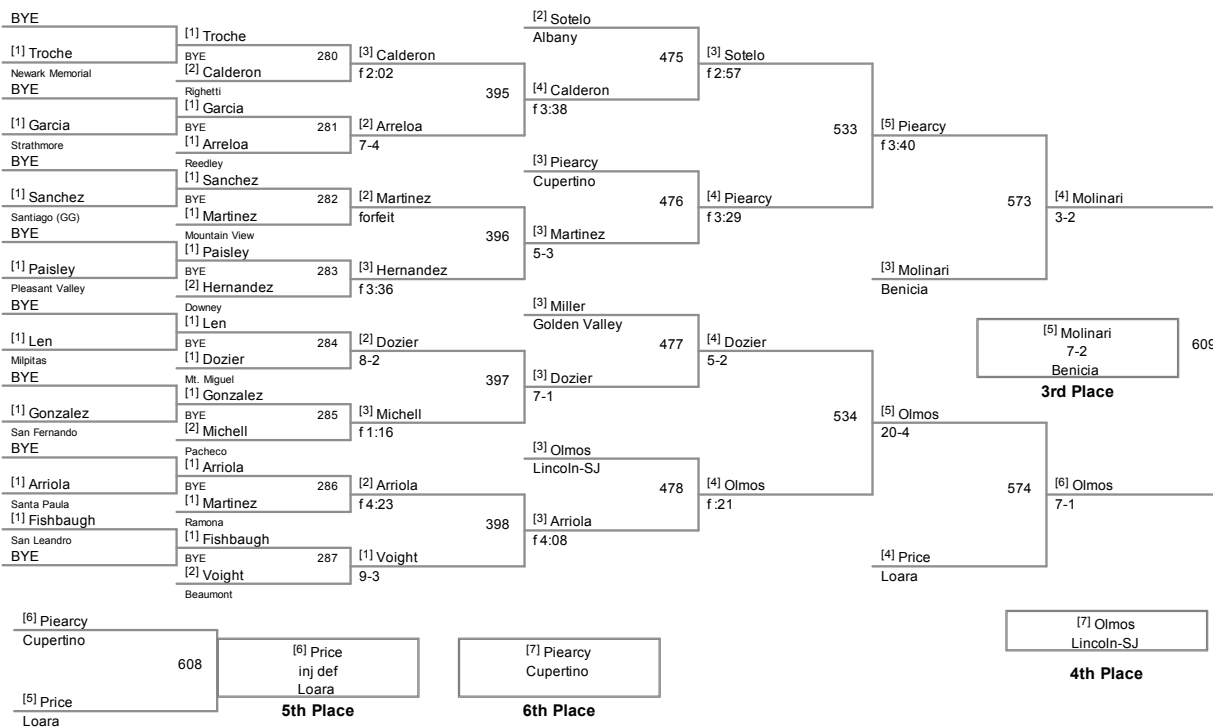 BYE
[1] Troche
Newark Memorial
BYE
[1] Garcia
Strathmore
BYE
[1] Sanchez
Santiago (GG)
BYE
[1] Paisley
Pleasant Valley
BYE
[1] Len
Milpitas
BYE
[1] Gonzalez
San Fernando
BYE
[1] Arriola
Santa Paula
[1] Fishbaugh
San Leandro
BYE
[1] Troche
BYE 280
[2] Calderon
Righetti
[1] Garcia
BYE 281
[1] Arreloa
Reedley
[1] Sanchez
BYE 282
[1] Martinez
Mountain View
[1] Paisley
BYE 283
[2] Hernandez
Downey
[1] Len
BYE 284
[1] Dozier
Mt. Miguel
[1] Gonzalez
BYE 285
[2] Michell
Pacheco
[1] Arriola
BYE 286
[1] Martinez
Ramona
[1] Fishbaugh
BYE 287
[2] Voight
Beaumont
[3] Calderon
f 2:02
395
[2] Arreloa
7-4
[2] Martinez
forfeit
396
[3] Hernandez
f 3:36
[2] Dozier
8-2
397
[3] Michell
f 1:16
[2] Arriola
f 4:23
398
[1] Voight
9-3
[2] Sotelo
Albany
475
[4] Calderon
f 3:38
[3] Piearcy
Cupertino
476
[3] Martinez
5-3
[3] Miller
Golden Valley
477
[3] Dozier
7-1
[3] Olmos
Lincoln-SJ
478
[3] Arriola
f 4:08
[3] Sotelo
f 2:57
533
[4] Piearcy
f 3:29
[4] Dozier
5-2
534
[4] Olmos
f :21
[5] Piearcy
f 3:40
573
[3] Molinari
Benicia
[5] Olmos
20-4
574
[4] Price
Loara
[4] Molinari
3-2
[6] Olmos
7-1
[5] Molinari
7-2
Benicia
609
3rd Place
[7] Olmos
Lincoln-SJ
4th Place
[6] Piearcy
Cupertino
608
[5] Price
Loara
[6] Price
inj def
Loara
5th Place
[7] Piearcy
Cupertino
6th Place